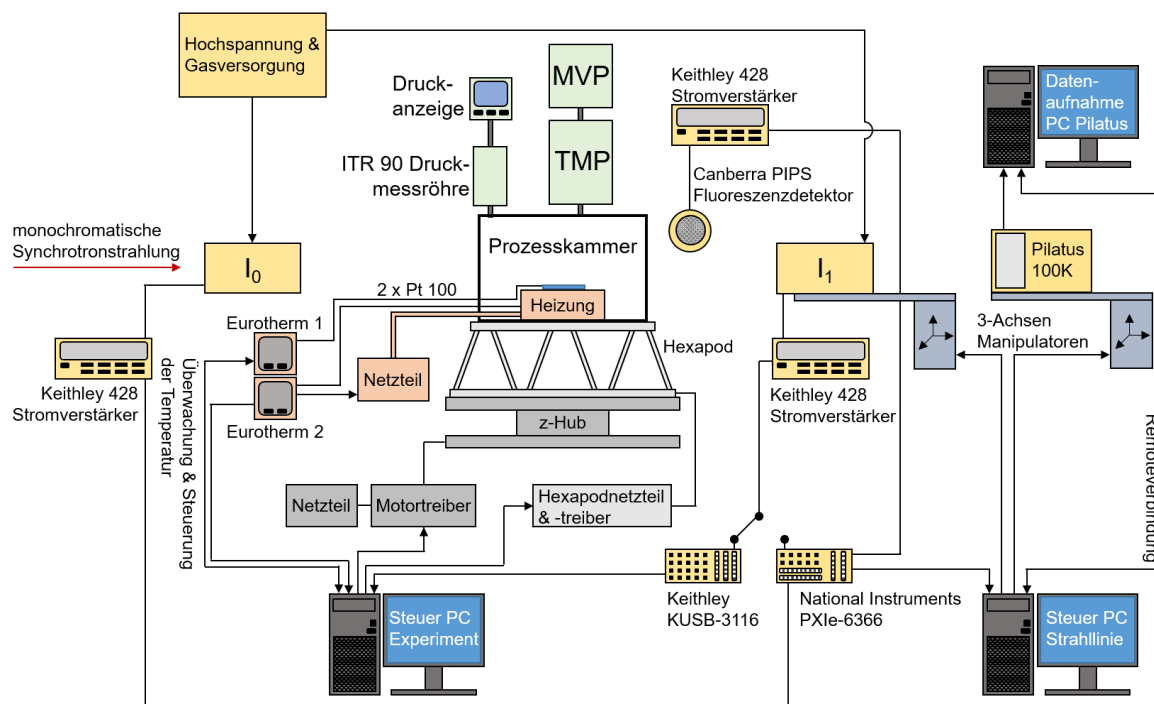 Hochspannung &
Gasversorgung
Druck-
anzeige
MVP
TMP
ITR 90 Druck-
messröhre
Keithley 428
Stromverstärker
Canberra PIPS
Fluoreszenzdetektor
Daten-
aufnahme
PC Pilatus
monochromatische
Synchrotronstrahlung
I0
Prozesskammer
I1
Pilatus
100K
2 x Pt 100
Heizung
Eurotherm 1
Hexapod
3-Achsen
Manipulatoren
Keithley 428
Stromverstärker
Netzteil
Keithley 428
Stromverstärker
Eurotherm 2
z-Hub
Überwachung & Steuerung
der Temperatur
Netzteil
Motortreiber
Hexapodnetzteil
& -treiber
Remoteverbindung
Steuer PC
Experiment
Keithley
KUSB-3116
National Instruments
PXIe-6366
Steuer PC
Strahllinie